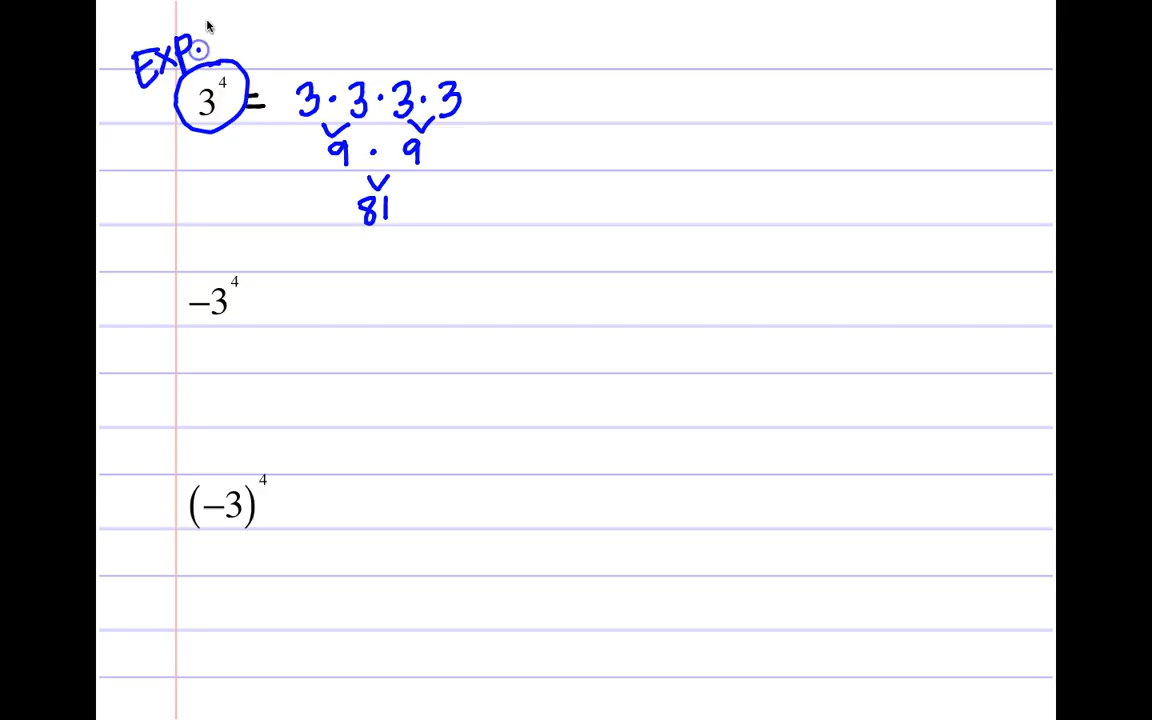 EXP.
3⁴ = 3 · 3 · 3 · 3
9 · 9
81
−3⁴
(−3)⁴